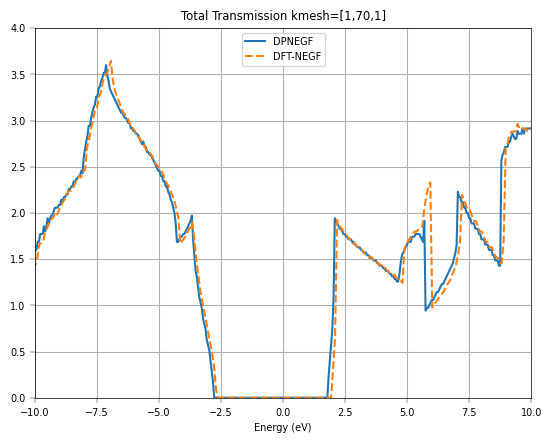 Total Transmission kmesh=[1,70,1]
DPNEGF
DFT-NEGF
4.0
3.5
3.0
2.5
2.0
1.5
1.0
0.5
0.0
−10.0 −7.5 −5.0 −2.5 0.0 2.5 5.0 7.5 10.0
Energy (eV)